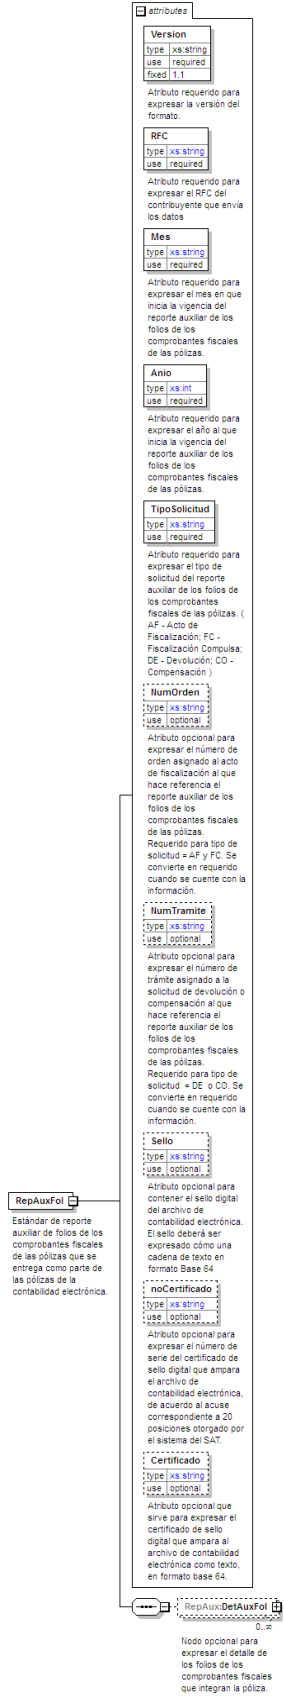 attributes
Version
type xs:string
use required
fixed 1.1
Atributo requerido para
expresar la versión del
formato.
RFC
type xs:string
use required
Atributo requerido para
expresar el RFC del
contribuyente que envía
los datos
Mes
type xs:string
use required
Atributo requerido para
expresar el mes en que
inicia la vigencia del
reporte auxiliar de los
folios de los
comprobantes fiscales
de las pólizas.
Anio
type xs:int
use required
Atributo requerido para
expresar el año al que
inicia la vigencia del
reporte auxiliar de los
folios de los
comprobantes fiscales
de las pólizas.
TipoSolicitud
type xs:string
use required
Atributo requerido para
expresar el tipo de
solicitud del reporte
auxiliar de los folios de
los comprobantes
fiscales de las pólizas. (
AF - Acto de
Fiscalización; FC -
Fiscalización Compulsa;
DE - Devolución; CO -
Compensación )
NumOrden
type xs:string
use optional
Atributo opcional para
expresar el número de
orden asignado al acto
de fiscalización al que
hace referencia el
reporte auxiliar de los
folios de los
comprobantes fiscales
de las pólizas.
Requerido para tipo de
solicitud = AF y FC. Se
convierte en requerido
cuando se cuente con la
información.
NumTramite
type xs:string
use optional
Atributo opcional para
expresar el número de
trámite asignado a la
solicitud de devolución o
compensación al que
hace referencia el
reporte auxiliar de los
folios de los
comprobantes fiscales
de las pólizas.
Requerido para tipo de
solicitud = DE o CO. Se
convierte en requerido
cuando se cuente con la
información.
Sello
type xs:string
use optional
Atributo opcional para
contener el sello digital
del archivo de
contabilidad electrónica.
El sello deberá ser
expresado cómo una
cadena de texto en
formato Base 64
noCertificado
type xs:string
use optional
Atributo opcional para
expresar el número de
serie del certificado de
sello digital que ampara
el archivo de
contabilidad electrónica,
de acuerdo al acuse
correspondiente a 20
posiciones otorgado por
el sistema del SAT.
Certificado
type xs:string
use optional
Atributo opcional que
sirve para expresar el
certificado de sello
digital que ampara al
archivo de contabilidad
electrónica como texto,
en formato base 64.
RepAuxFol
Estándar de reporte
auxiliar de folios de los
comprobantes fiscales
de las pólizas que se
entrega como parte de
las pólizas de la
contabilidad electrónica.
RepAux:DetAuxFol
0..∞
Nodo opcional para
expresar el detalle de
los folios de los
comprobantes fiscales
que integran la póliza.